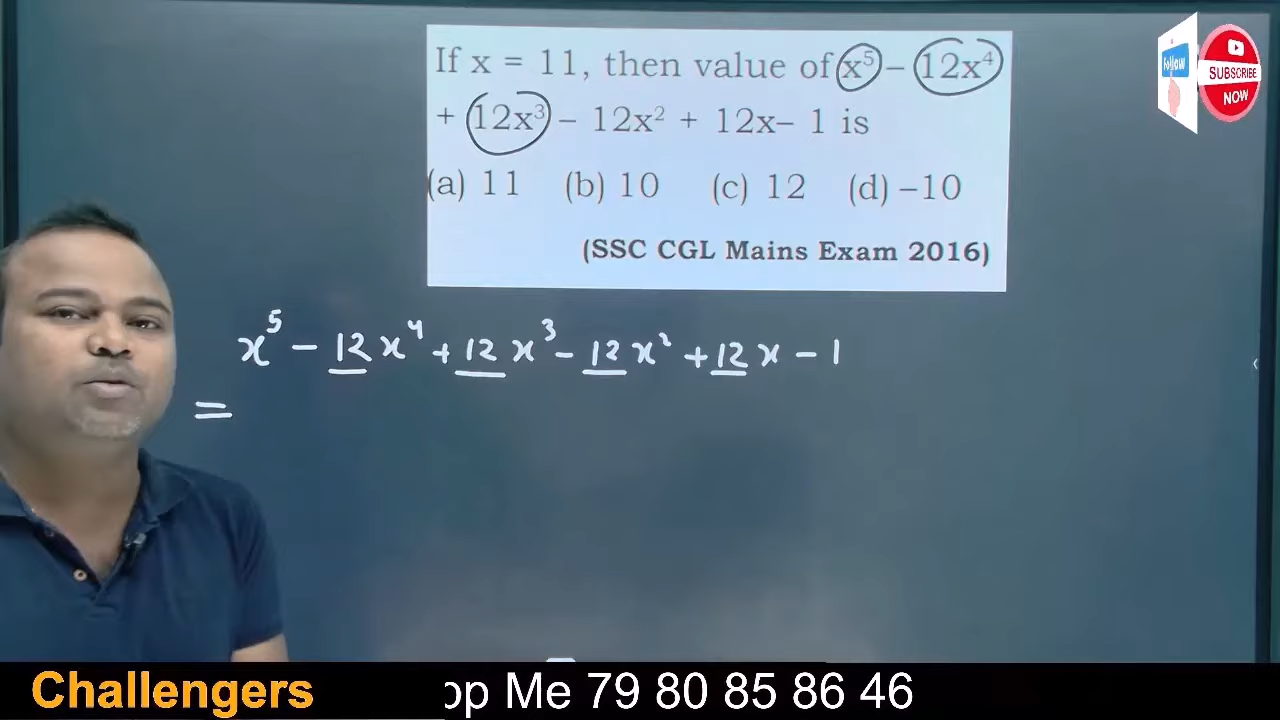 If x = 11, then value of x⁵ – 12x⁴
+ 12x³ – 12x² + 12x– 1 is
(a) 11 (b) 10 (c) 12 (d) –10
(SSC CGL Mains Exam 2016)
Follow
SUBSCRIBE
NOW
x⁵ – 12x⁴ + 12x³ – 12x² + 12x – 1
=
Challengers
op Me 79 80 85 86 46